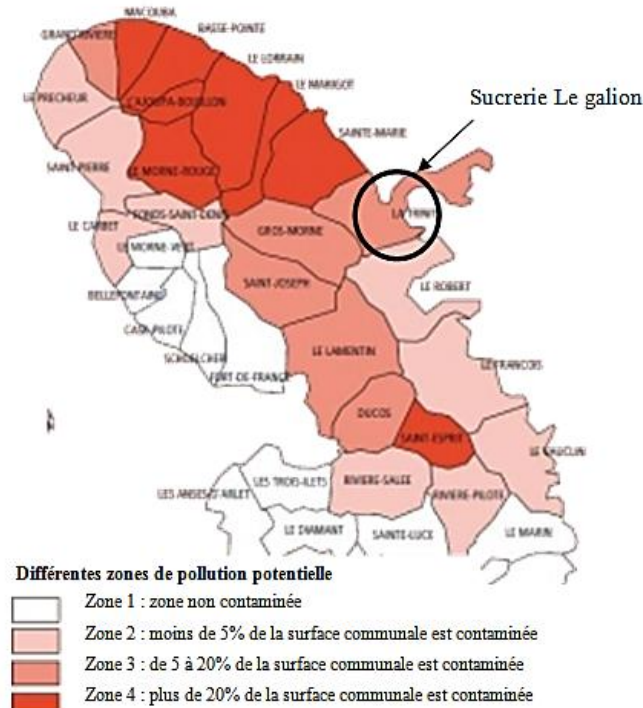 MACOUBA
GRAND-RIVIERE
BASSE-POINTE
LE LORRAIN
LE PRECHEUR
L'AJOUPA-BOUILLON
LE MARIGOT
Sucrerie Le galion
SAINTE-MARIE
SAINT-PIERRE
LE MORNE-ROUGE
FONDS-SAINT-DENIS
LA TRINITE
LE CARBET
GROS-MORNE
LE MORNE-VERT
SAINT-JOSEPH
BELLEFONTAINE
LE ROBERT
CASE-PILOTE
LE LAMENTIN
SCHOELCHER
LE FRANCOIS
FORT-DE-FRANCE
DUCOS
SAINT-ESPRIT
LE VAUCLIN
LES TROIS-ILETS
RIVIERE-SALEE
LES ANSES-D'ARLET
RIVIERE-PILOTE
LE DIAMANT
SAINTE-LUCE
LE MARIN
Différentes zones de pollution potentielle
Zone 1 : zone non contaminée
Zone 2 : moins de 5% de la surface communale est contaminée
Zone 3 : de 5 à 20% de la surface communale est contaminée
Zone 4 : plus de 20% de la surface communale est contaminée